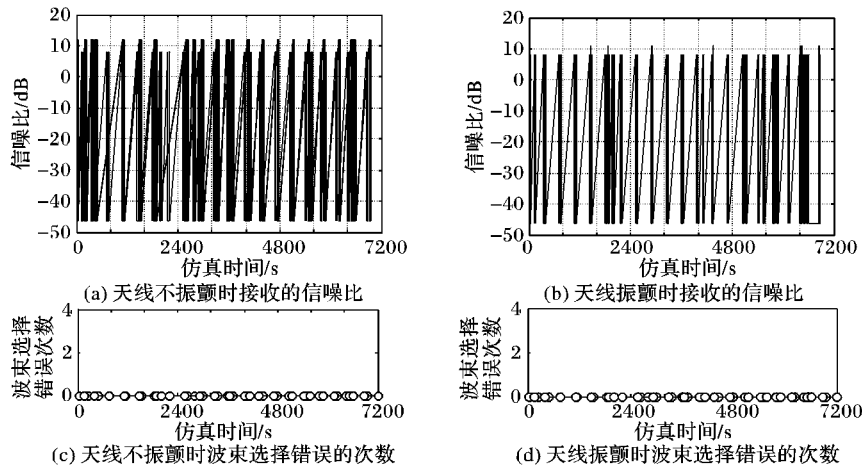 20
10
0
-10
-20
-30
-40
-50
信噪比/dB
0 2400 4800 7200
仿真时间/s
(a) 天线不振颤时接收的信噪比
20
10
0
-10
-20
-30
-40
-50
信噪比/dB
0 2400 4800 7200
仿真时间/s
(b) 天线振颤时接收的信噪比
4
2
0
波束选择
错误次数
0 2400 4800 7200
仿真时间/s
(c) 天线不振颤时波束选择错误的次数
4
2
0
波束选择
错误次数
0 2400 4800 7200
仿真时间/s
(d) 天线振颤时波束选择错误的次数